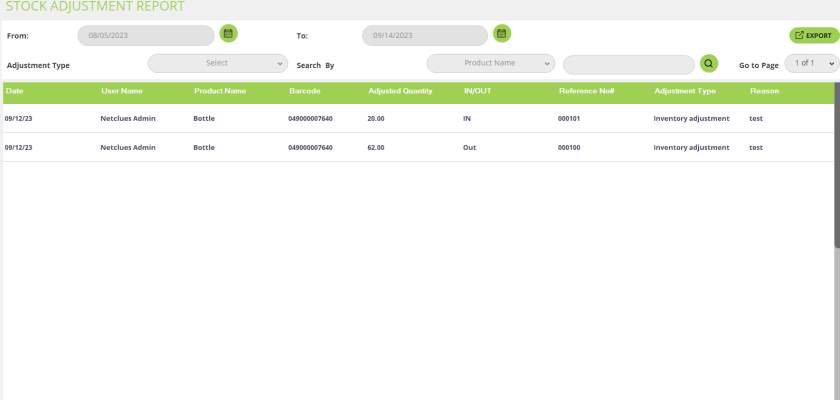 STOCK ADJUSTMENT REPORT
From: 08/05/2023 To: 09/14/2023 EXPORT
Adjustment Type Select Search By Product Name Go to Page 1 of 1
Date User Name Product Name Barcode Adjusted Quantity IN/OUT Reference No# Adjustment Type Reason
09/12/23 Netclues Admin Bottle 049000007640 20.00 IN 000101 Inventory adjustment test
09/12/23 Netclues Admin Bottle 049000007640 62.00 Out 000100 Inventory adjustment test